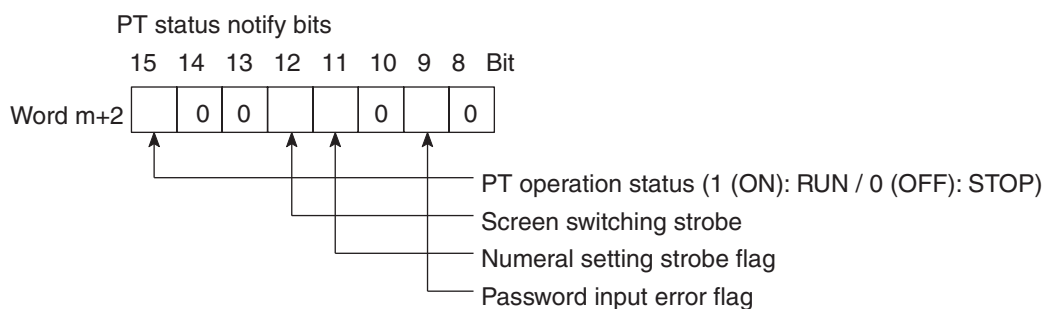 PT status notify bits
15 14 13 12 11 10 9 8 Bit
Word m+2 0 0 0 0
PT operation status (1 (ON): RUN / 0 (OFF): STOP)
Screen switching strobe
Numeral setting strobe flag
Password input error flag